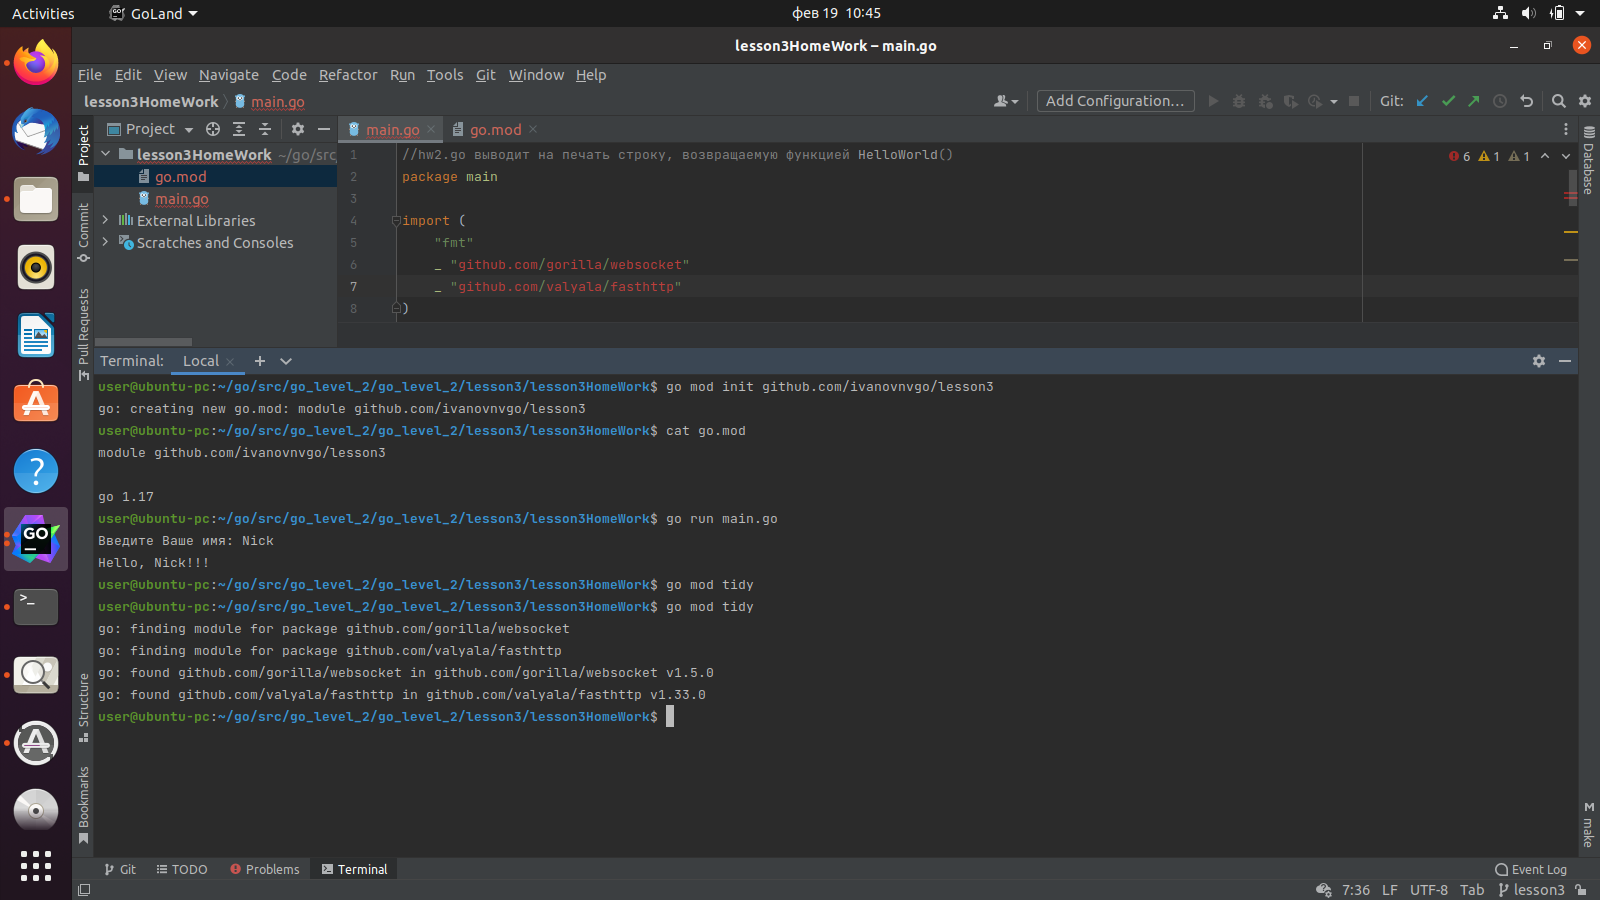 Activities GoLand фев 19 10:45
lesson3HomeWork – main.go
File Edit View Navigate Code Refactor Run Tools Git Window Help
lesson3HomeWork main.go Add Configuration... Git:
Project main.go go.mod
lesson3HomeWork ~/go/src
go.mod
main.go
External Libraries
Scratches and Consoles
1 //hw2.go выводит на печать строку, возвращаемую функцией HelloWorld() 6 1 1
2 package main
3
4 import (
5 "fmt"
6 _ "github.com/gorilla/websocket"
7 _ "github.com/valyala/fasthttp"
8 )
Project
Commit
Pull Requests
Structure
Bookmarks
Database
make
Terminal: Local
user@ubuntu-pc:~/go/src/go_level_2/go_level_2/lesson3/lesson3HomeWork$ go mod init github.com/ivanovnvgo/lesson3
go: creating new go.mod: module github.com/ivanovnvgo/lesson3
user@ubuntu-pc:~/go/src/go_level_2/go_level_2/lesson3/lesson3HomeWork$ cat go.mod
module github.com/ivanovnvgo/lesson3
go 1.17
user@ubuntu-pc:~/go/src/go_level_2/go_level_2/lesson3/lesson3HomeWork$ go run main.go
Введите Ваше имя: Nick
Hello, Nick!!!
user@ubuntu-pc:~/go/src/go_level_2/go_level_2/lesson3/lesson3HomeWork$ go mod tidy
user@ubuntu-pc:~/go/src/go_level_2/go_level_2/lesson3/lesson3HomeWork$ go mod tidy
go: finding module for package github.com/gorilla/websocket
go: finding module for package github.com/valyala/fasthttp
go: found github.com/gorilla/websocket in github.com/gorilla/websocket v1.5.0
go: found github.com/valyala/fasthttp in github.com/valyala/fasthttp v1.33.0
user@ubuntu-pc:~/go/src/go_level_2/go_level_2/lesson3/lesson3HomeWork$
Git TODO Problems Terminal Event Log
7:36 LF UTF-8 Tab lesson3